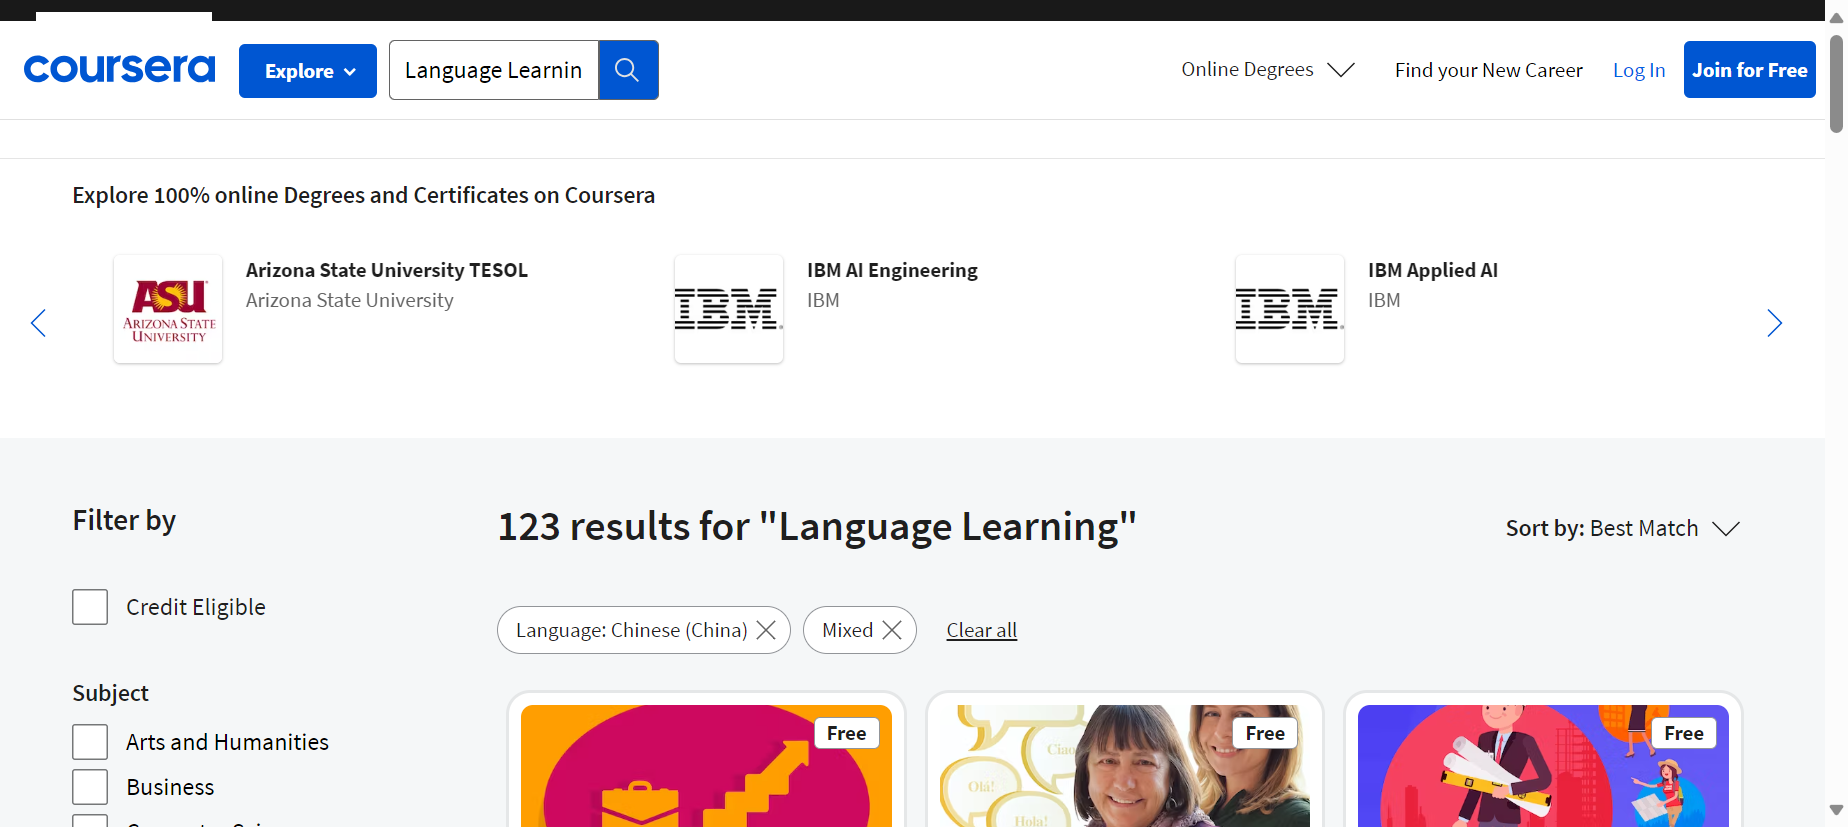 coursera
Explore
Language Learnin
Online Degrees
Find your New Career
Log In
Join for Free
Explore 100% online Degrees and Certificates on Coursera
ASU
ARIZONA STATE
UNIVERSITY
Arizona State University TESOL
Arizona State University
IBM
IBM AI Engineering
IBM
IBM
IBM Applied AI
IBM
Filter by
123 results for "Language Learning"
Sort by: Best Match
Credit Eligible
Language: Chinese (China)
Mixed
Clear all
Subject
Arts and Humanities
Business
Free
Free
Ciao!
Olá!
Hola!
Free